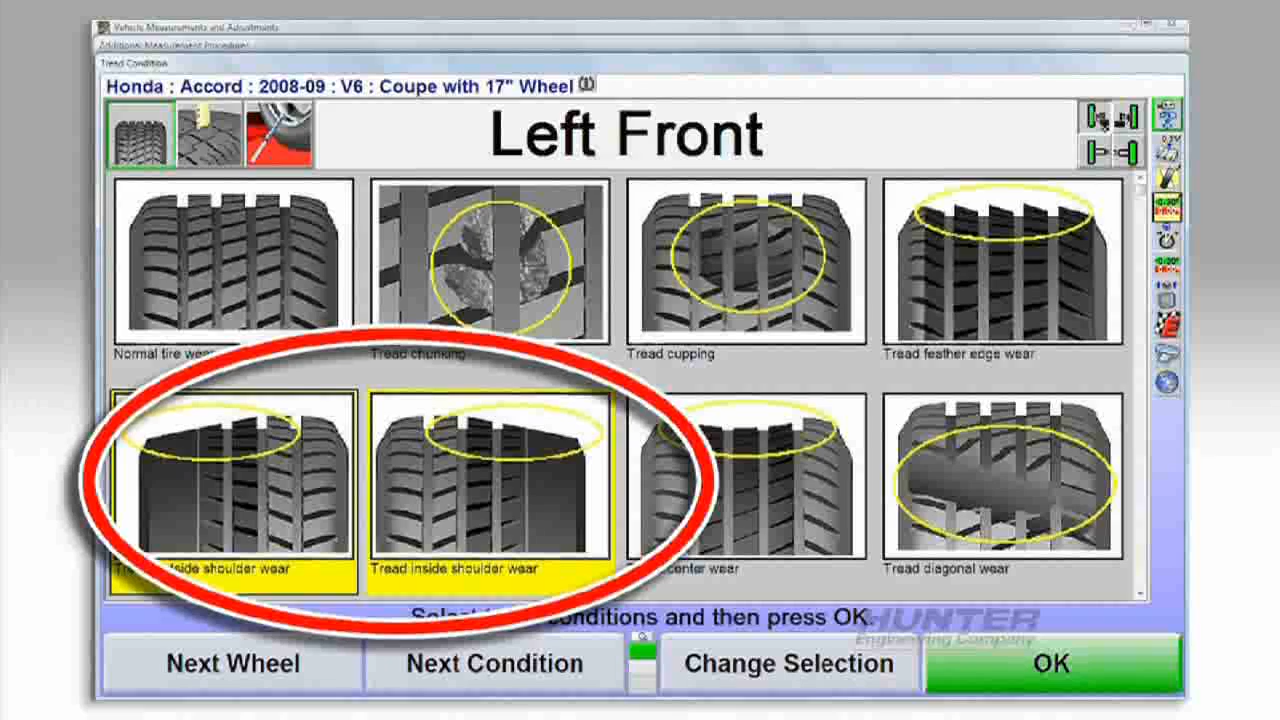 Vehicle Measurements and Adjustments
Additional Measurement Procedures
Tread Condition
Honda : Accord : 2008-09 : V6 : Coupe with 17" Wheel
Left Front
Normal tire wear
Tread chunking
Tread cupping
Tread feather edge wear
shoulder wear
Tread inside shoulder wear
center wear
Tread diagonal wear
conditions and then press OK.
HUNTER
Engineering Company
Next Wheel
Next Condition
Change Selection
OK